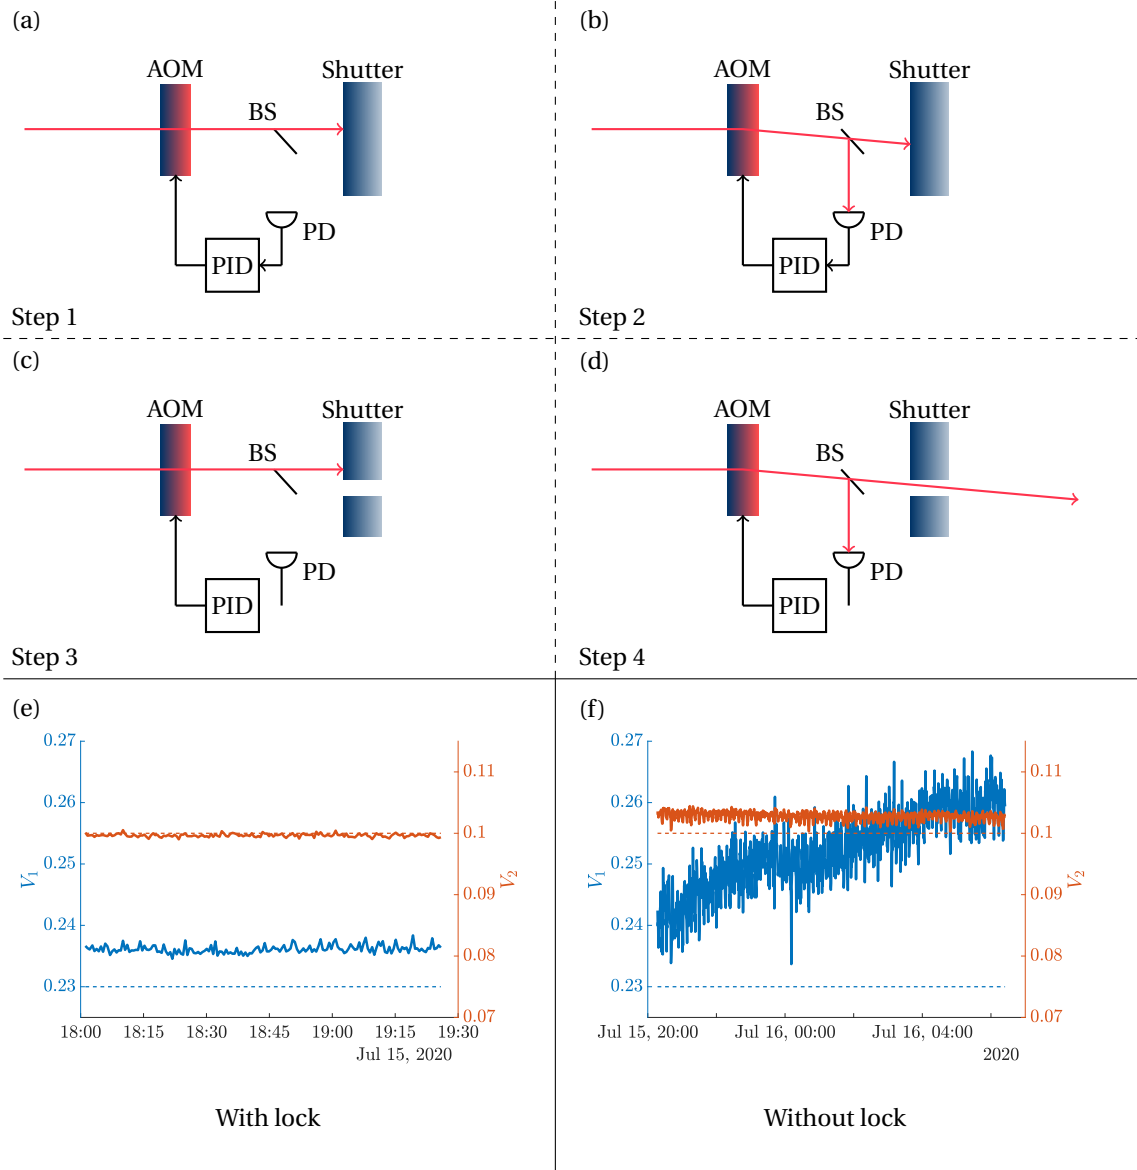 (a)
AOM
Shutter
BS
PD
PID
Step 1
(b)
AOM
Shutter
BS
PD
PID
Step 2
(c)
AOM
Shutter
BS
PD
PID
Step 3
(d)
AOM
Shutter
BS
PD
PID
Step 4
(e)
0.27
0.26
0.25
0.24
0.23
V1
0.11
0.1
0.09
0.08
0.07
V2
18:00 18:15 18:30 18:45 19:00 19:15 19:30
Jul 15, 2020
With lock
(f)
0.27
0.26
0.25
0.24
0.23
V1
0.11
0.1
0.09
0.08
0.07
V2
Jul 15, 20:00 Jul 16, 00:00 Jul 16, 04:00
2020
Without lock